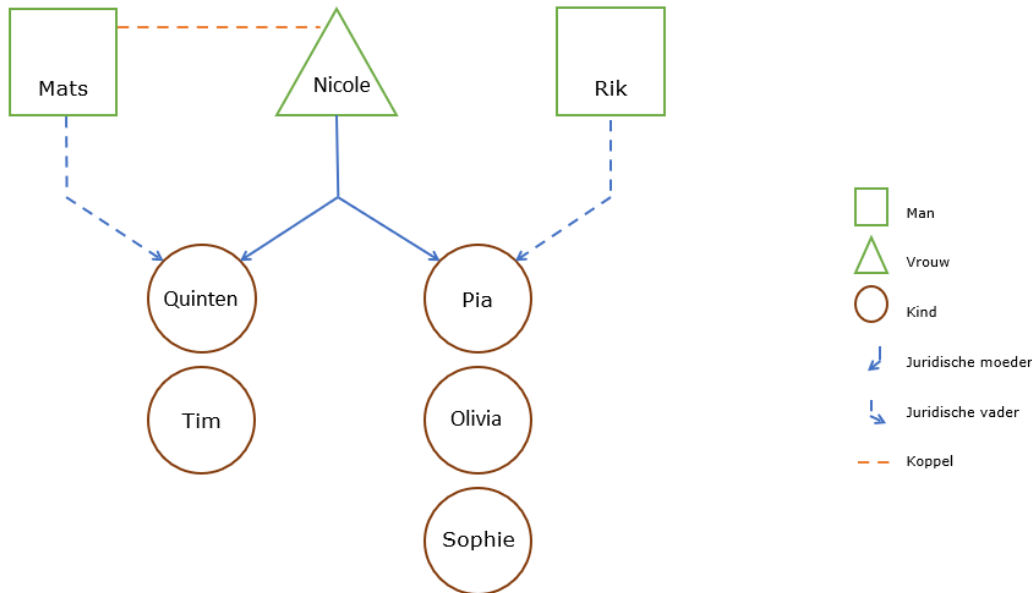 Mats
Nicole
Rik
Quinten
Pia
Tim
Olivia
Sophie
Man
Vrouw
Kind
Juridische moeder
Juridische vader
Koppel